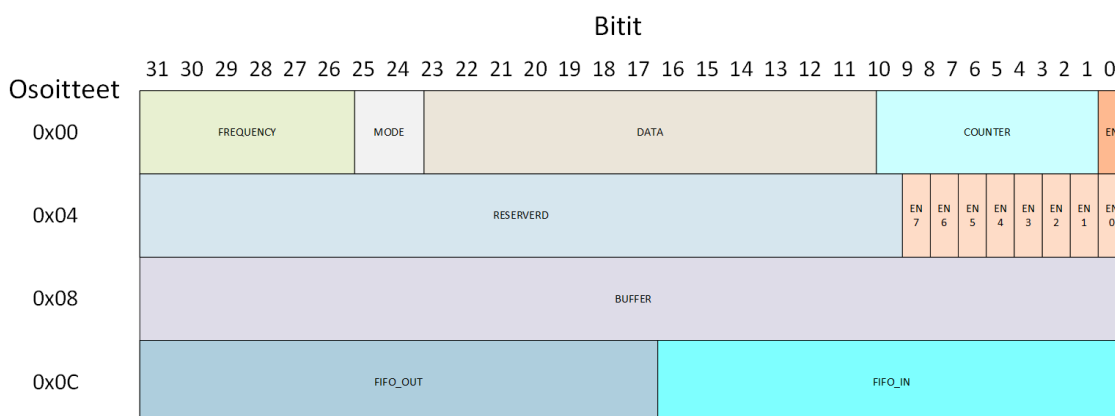 Bitit
31 30 29 28 27 26 25 24 23 22 21 20 19 18 17 16 15 14 13 12 11 10 9 8 7 6 5 4 3 2 1 0
Osoitteet
0x00 FREQUENCY MODE DATA COUNTER EN
0x04 RESERVERD EN 7 EN 6 EN 5 EN 4 EN 3 EN 2 EN 1 EN 0
0x08 BUFFER
0x0C FIFO_OUT FIFO_IN